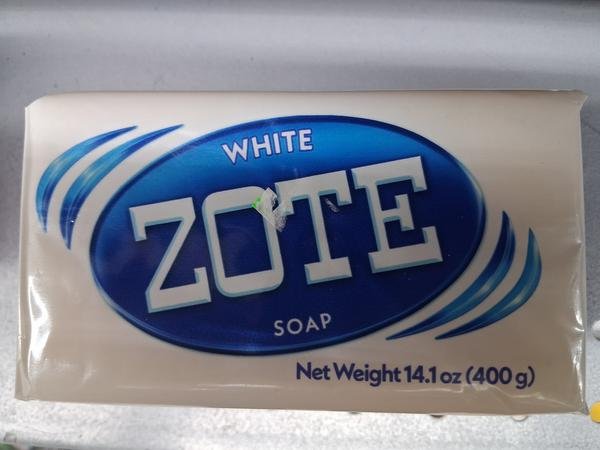 WHITE
ZOTE
SOAP
Net Weight 14.1 oz (400 g)